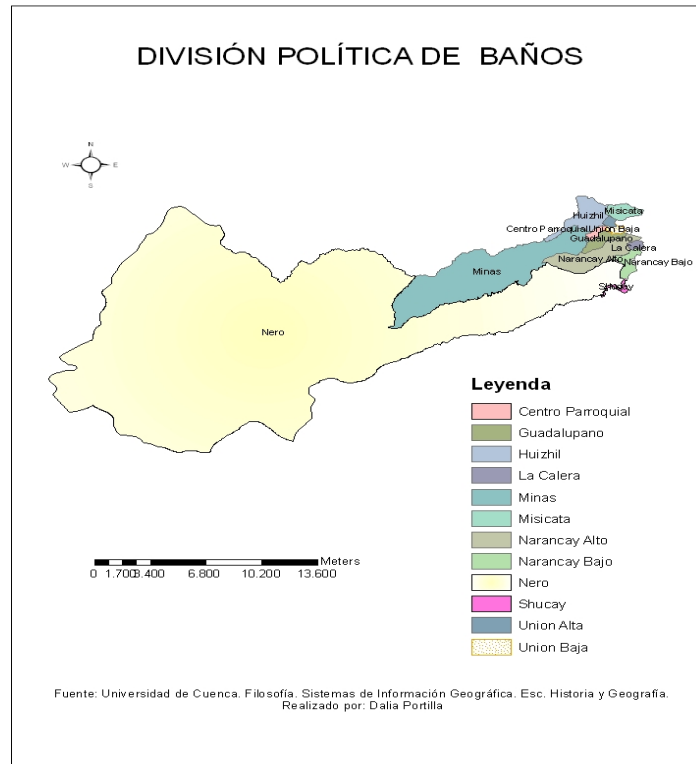 DIVISIÓN POLÍTICA DE BAÑOS
N
W E
S
Misicata
Huizhil
Centro Parroquial Union Baja
Guadalupano
La Calera
Narancay Alto
Narancay Bajo
Minas
Shucay
Nero
Leyenda
Centro Parroquial
Guadalupano
Huizhil
La Calera
Minas
Misicata
Narancay Alto
Narancay Bajo
Nero
Shucay
Union Alta
Union Baja
Meters
0 1.700 3.400 6.800 10.200 13.600
Fuente: Universidad de Cuenca. Filosofía. Sistemas de Información Geográfica. Esc. Historia y Geografía.
Realizado por: Dalia Portilla